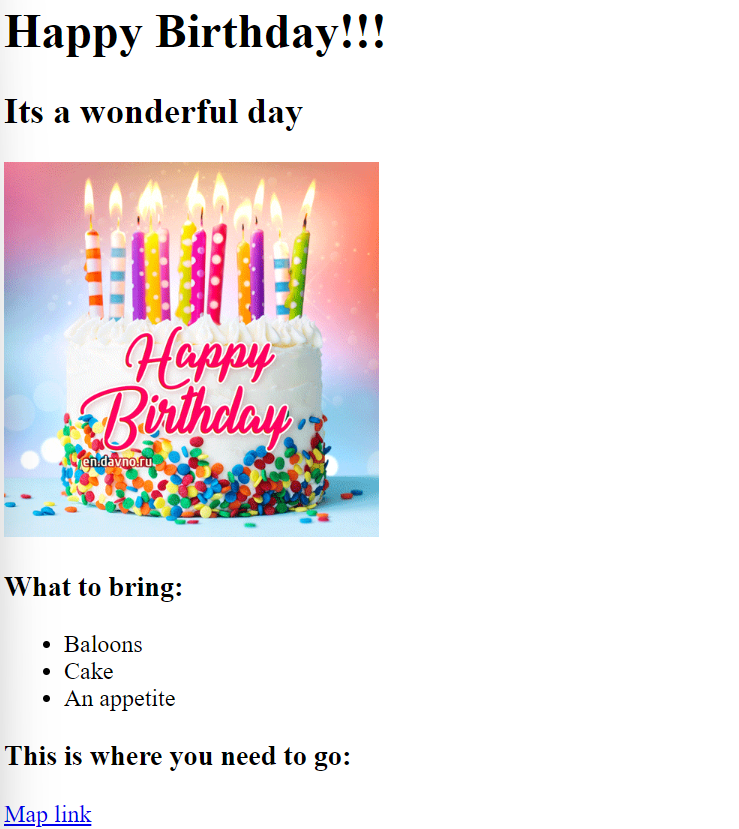 Happy Birthday!!!
Its a wonderful day
Happy
Birthday
en.davno.ru
What to bring:
Baloons
Cake
An appetite
This is where you need to go:
Map link